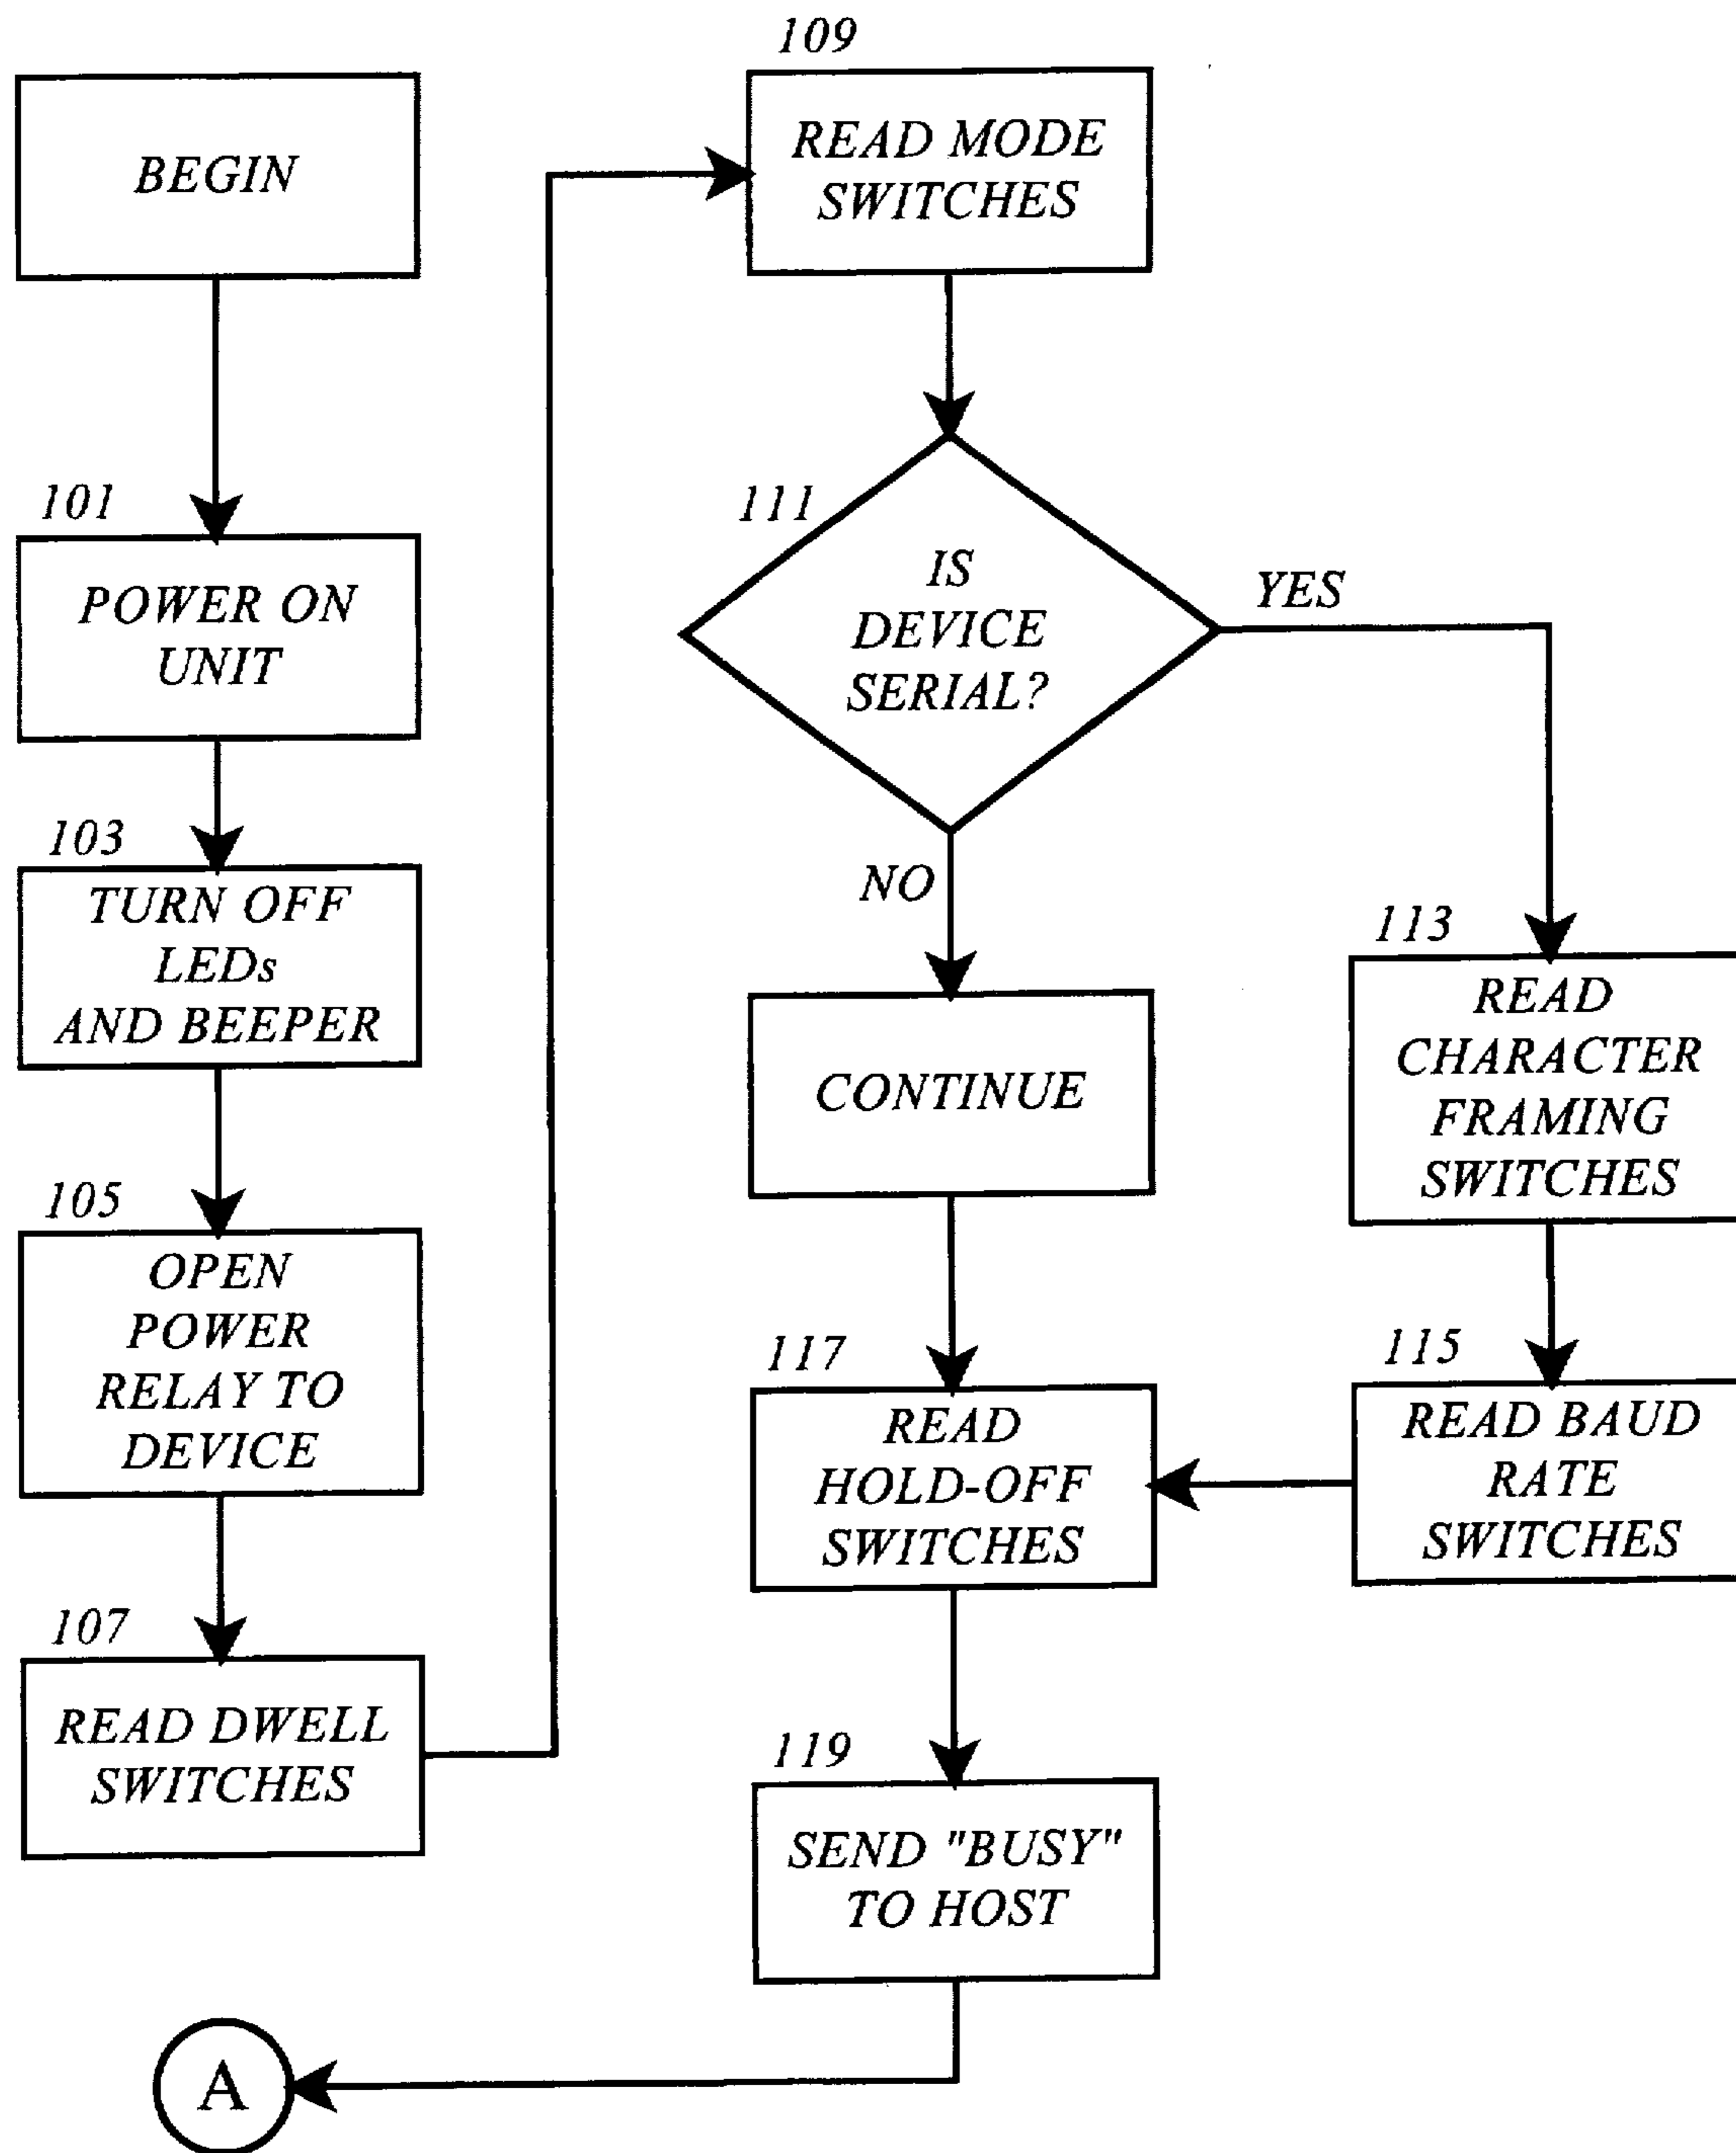 BEGIN
101
POWER ON
UNIT
103
TURN OFF
LEDs
AND BEEPER
105
OPEN
POWER
RELAY TO
DEVICE
107
READ DWELL
SWITCHES
109
READ MODE
SWITCHES
111
IS
DEVICE
SERIAL?
YES
NO
CONTINUE
113
READ
CHARACTER
FRAMING
SWITCHES
115
READ BAUD
RATE
SWITCHES
117
READ
HOLD-OFF
SWITCHES
119
SEND "BUSY"
TO HOST
A